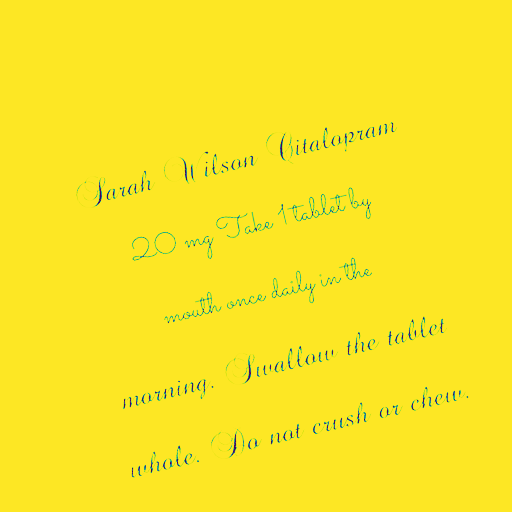 Sarah Wilson Citalopram
20 mg Take 1 tablet by
mouth once daily in the
morning. Swallow the tablet
whole. Do not crush or chew.